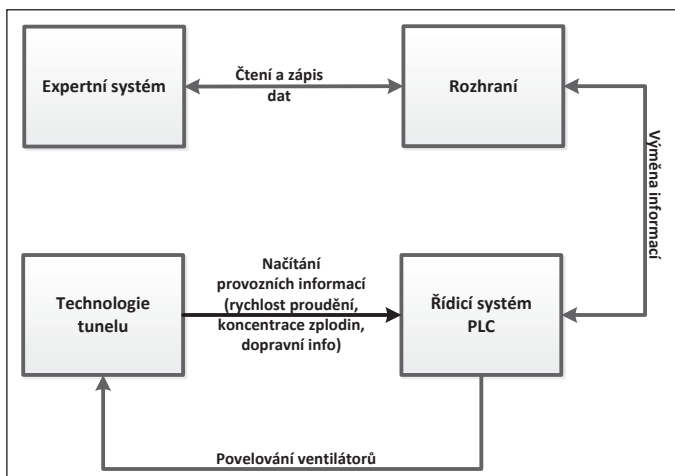 Expertní systém
Čtení a zápis
dat
Rozhraní
Výměna informací
Technologie
tunelu
Načítání
provozních informací
(rychlost proudění,
koncentrace zplodin,
dopravní info)
Řídicí systém
PLC
Povelování ventilátorů